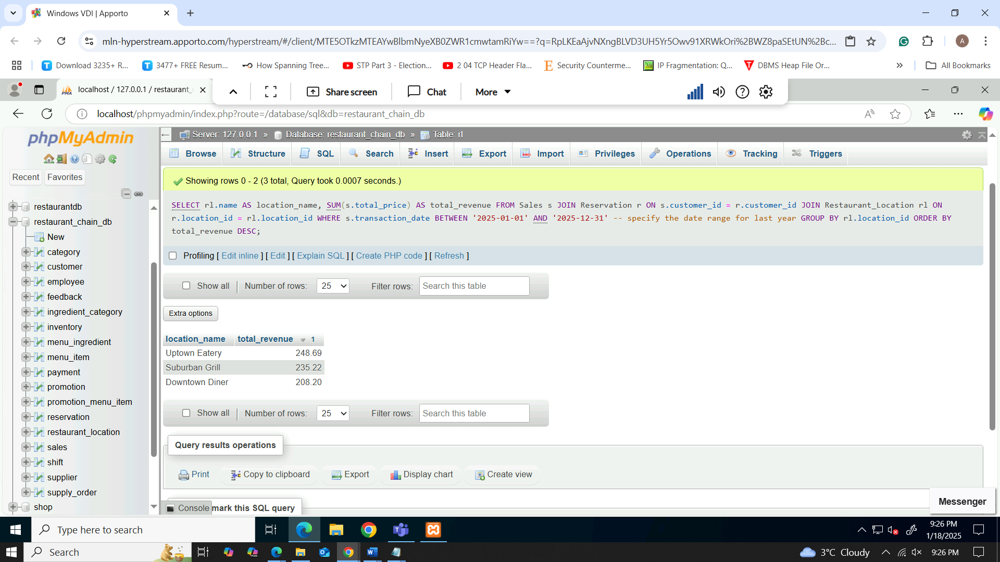 Windows VDI | Apporto
mln-hyperstream.apporto.com/hyperstream/#/client/MTE5OTkzMTEAYwBlbmNyeXB0ZWR1cmwtamRiYw==?q=RpLKEaAjvNXngBLVD3UH5Yr5Owv91XRWkOri%2BWZ8paSEtUN%2Bc...
A
Download 3235+ R...
3477+ FREE Resum...
How Spanning Tree...
STP Part 3 - Election...
2 04 TCP Header Fla...
Security Counterme...
IP Fragmentation: Q...
DBMS Heap File Or...
All Bookmarks
localhost / 127.0.0.1 / restaurant_
Share screen
Chat
More
localhost/phpmyadmin/index.php?route=/database/sql&db=restaurant_chain_db
phpMyAdmin
Server: 127.0.0.1 » Database: restaurant_chain_db » Table: rl
Browse
Structure
SQL
Search
Insert
Export
Import
Privileges
Operations
Tracking
Triggers
Recent
Favorites
restaurantdb
restaurant_chain_db
New
category
customer
employee
feedback
ingredient_category
inventory
menu_ingredient
menu_item
payment
promotion
promotion_menu_item
reservation
restaurant_location
sales
shift
supplier
supply_order
shop
Showing rows 0 - 2 (3 total, Query took 0.0007 seconds.)
SELECT rl.name AS location_name, SUM(s.total_price) AS total_revenue FROM Sales s JOIN Reservation r ON s.customer_id = r.customer_id JOIN Restaurant_Location rl ON
r.location_id = rl.location_id WHERE s.transaction_date BETWEEN '2025-01-01' AND '2025-12-31' -- specify the date range for last year GROUP BY rl.location_id ORDER BY
total_revenue DESC;
Profiling [ Edit inline ] [ Edit ] [ Explain SQL ] [ Create PHP code ] [ Refresh ]
Show all
Number of rows:
25
Filter rows:
Search this table
Extra options
location_name total_revenue 1
Uptown Eatery 248.69
Suburban Grill 235.22
Downtown Diner 208.20
Show all
Number of rows:
25
Filter rows:
Search this table
Query results operations
Print
Copy to clipboard
Export
Display chart
Create view
Console
mark this SQL query
Messenger
Type here to search
9:26 PM
1/18/2025
Search
3°C Cloudy
9:26 PM